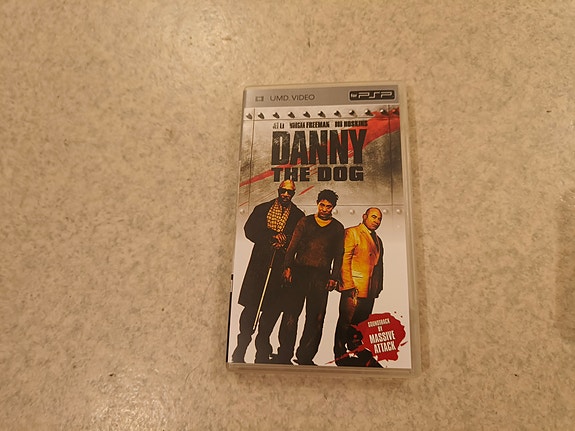 UMD VIDEO
PSP
JET LI MORGAN FREEMAN BOB HOSKINS
DANNY
THE DOG
SOUNDTRACK
BY
MASSIVE
ATTACK